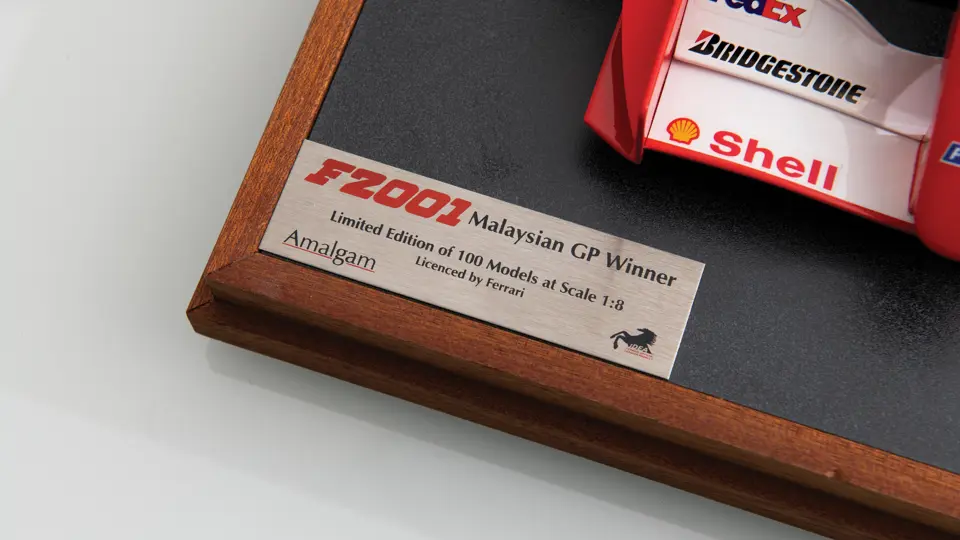 FedEx
BRIDGESTONE
Shell
F2001 Malaysian GP Winner
Limited Edition of 100 Models at Scale 1:8
Amalgam
Licenced by Ferrari
IDEA